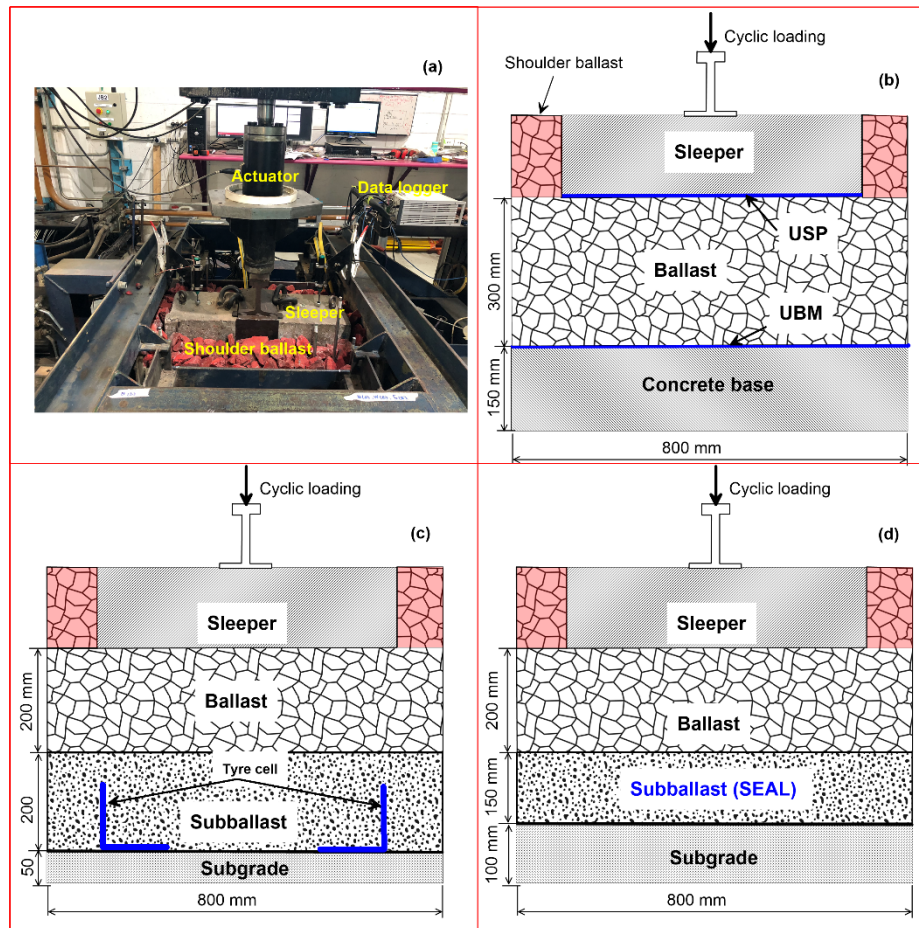 (a)
Actuator
Data logger
Sleeper
Shoulder ballast
Cyclic loading
(b)
Shoulder ballast
Sleeper
USP
Ballast
UBM
Concrete base
300 mm
150 mm
800 mm
Cyclic loading
(c)
Sleeper
Ballast
Tyre cell
Subballast
Subgrade
200 mm
200
50
800 mm
Cyclic loading
(d)
Sleeper
Ballast
Subballast (SEAL)
Subgrade
200 mm
150 mm
100 mm
800 mm